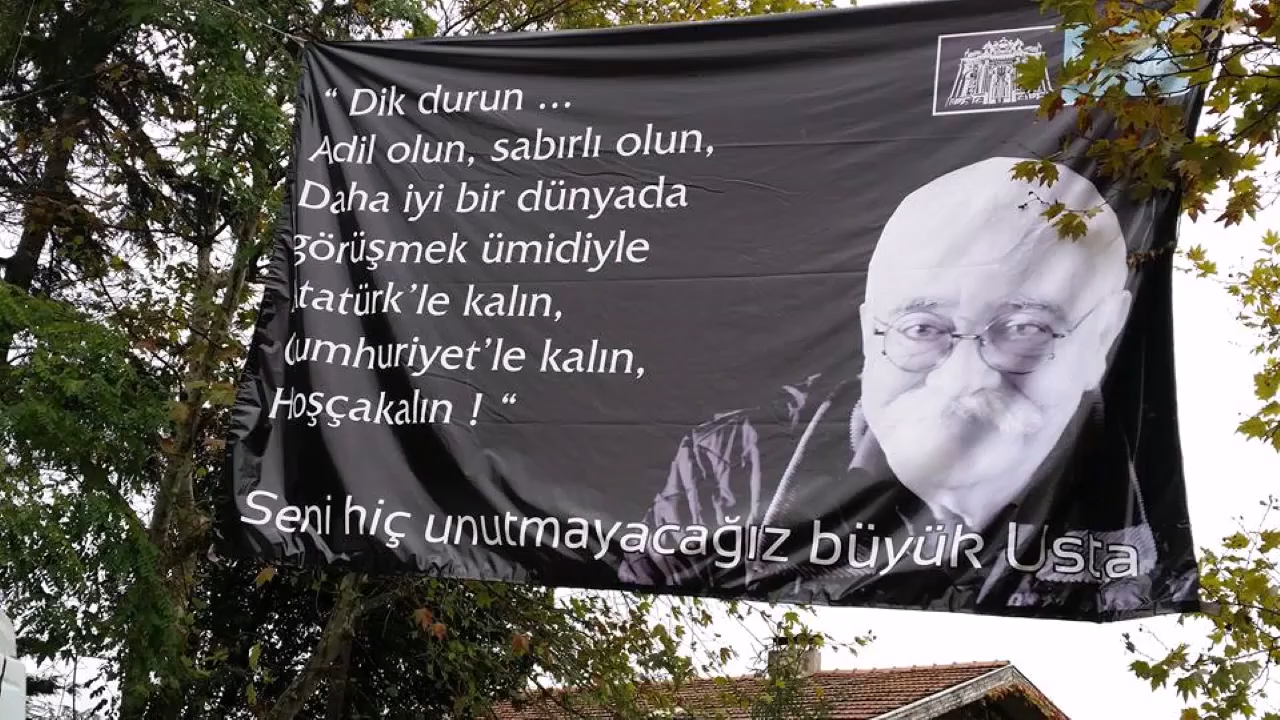 “ Dik durun ...
Adil olun, sabırlı olun,
Daha iyi bir dünyada
görüşmek ümidiyle
tatürk’le kalın,
Cumhuriyet’le kalın,
Hoşçakalın ! “
Seni hiç unutmayacağız büyük Usta